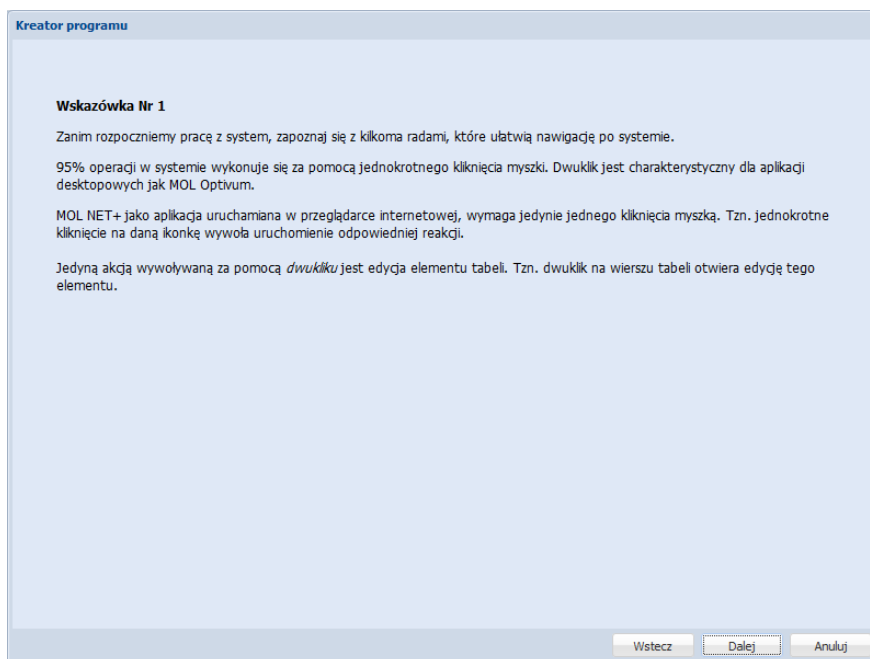 Kreator programu
Wskazówka Nr 1
Zanim rozpoczniemy pracę z system, zapoznaj się z kilkoma radami, które ułatwią nawigację po systemie.
95% operacji w systemie wykonuje się za pomocą jednokrotnego kliknięcia myszki. Dwuklik jest charakterystyczny dla aplikacji
desktopowych jak MOL Optivum.
MOL NET+ jako aplikacja uruchamiana w przeglądarce internetowej, wymaga jedynie jednego kliknięcia myszką. Tzn. jednokrotne
kliknięcie na daną ikonkę wywoła uruchomienie odpowiedniej reakcji.
Jedyną akcją wywoływaną za pomocą dwukliku jest edycja elementu tabeli. Tzn. dwuklik na wierszu tabeli otwiera edycję tego
elementu.
Wstecz Dalej Anuluj